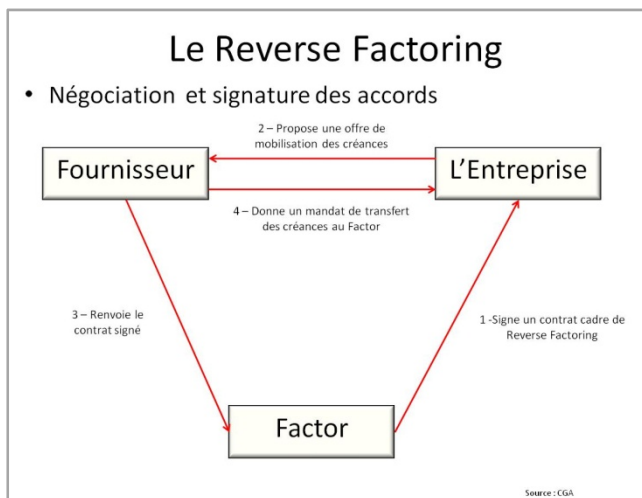 Le Reverse Factoring
• Négociation et signature des accords
2 – Propose une offre de
mobilisation des créances
Fournisseur
L'Entreprise
4 – Donne un mandat de transfert
des créances au Factor
3 – Renvoie le
contrat signé
1 -Signe un contrat cadre de
Reverse Factoring
Factor
Source : CGA